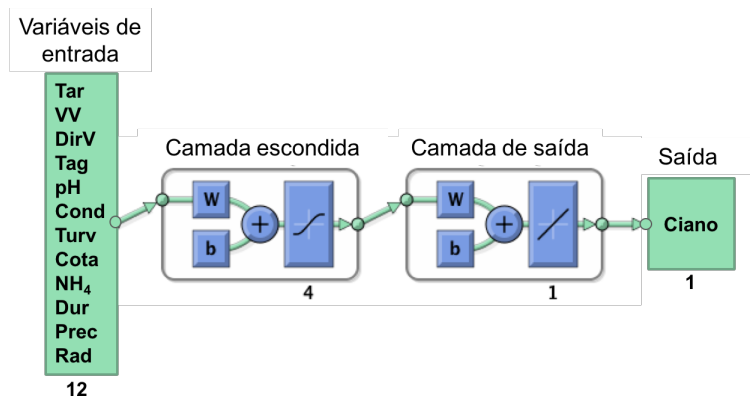 Variáveis de
entrada
Tar
VV
DirV
Tag
pH
Cond
Turv
Cota
NH₄
Dur
Prec
Rad
12
Camada escondida
W
b
+
4
Camada de saída
W
b
+
1
Saída
Ciano
1